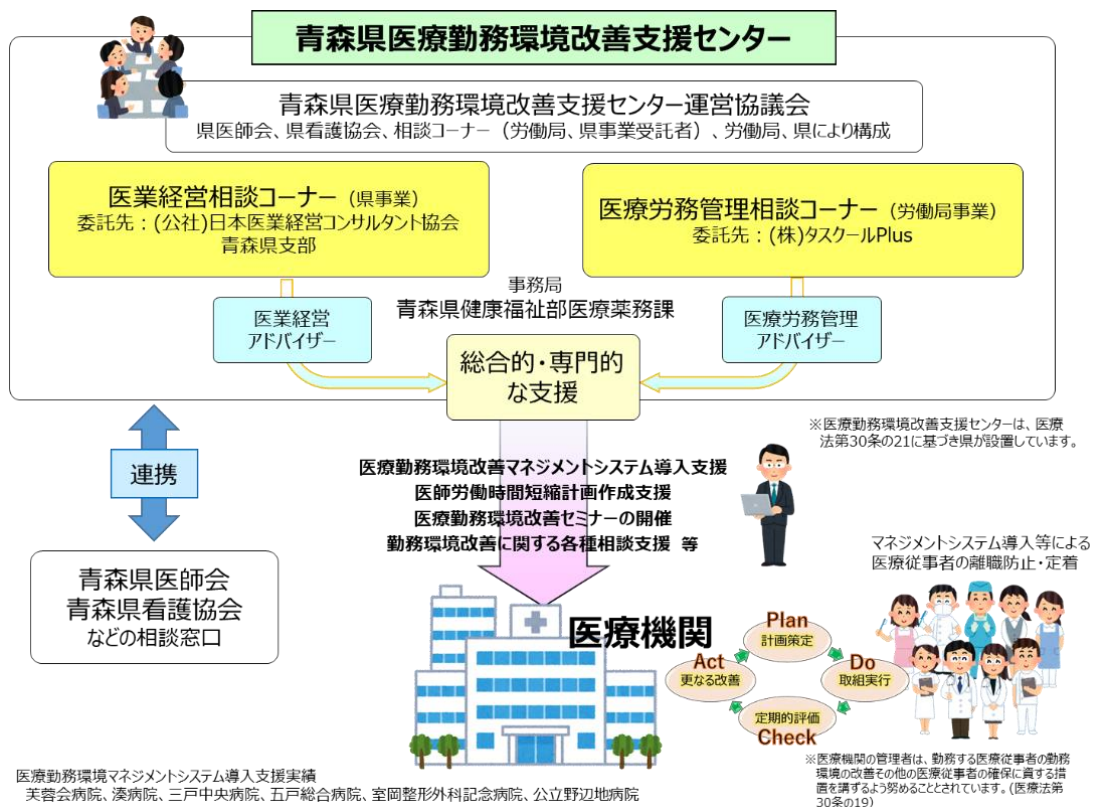 青森県医療勤務環境改善支援センター
青森県医療勤務環境改善支援センター運営協議会
県医師会、県看護協会、相談コーナー（労働局、県事業受託者）、労働局、県により構成
医業経営相談コーナー（県事業）
委託先：(公社)日本医業経営コンサルタント協会
青森県支部
医療労務管理相談コーナー（労働局事業）
委託先：(株)タスクールPlus
事務局
青森県健康福祉部医療薬務課
医業経営
アドバイザー
医療労務管理
アドバイザー
総合的・専門的
な支援
※医療勤務環境改善支援センターは、医療
法第30条の21に基づき県が設置しています。
連携
医療勤務環境改善マネジメントシステム導入支援
医師労働時間短縮計画作成支援
医療勤務環境改善セミナーの開催
勤務環境改善に関する各種相談支援 等
青森県医師会
青森県看護協会
などの相談窓口
マネジメントシステム導入等による
医療従事者の離職防止・定着
医療機関
Plan
計画策定
Act
更なる改善
Do
取組実行
定期的評価
Check
※医療機関の管理者は、勤務する医療従事者の勤務
環境の改善その他の医療従事者の確保に資する措
置を講ずるよう努めることとされています。(医療法第
30条の19)
医療勤務環境マネジメントシステム導入支援実績
芙蓉会病院、湊病院、三戸中央病院、五戸総合病院、室岡整形外科記念病院、公立野辺地病院